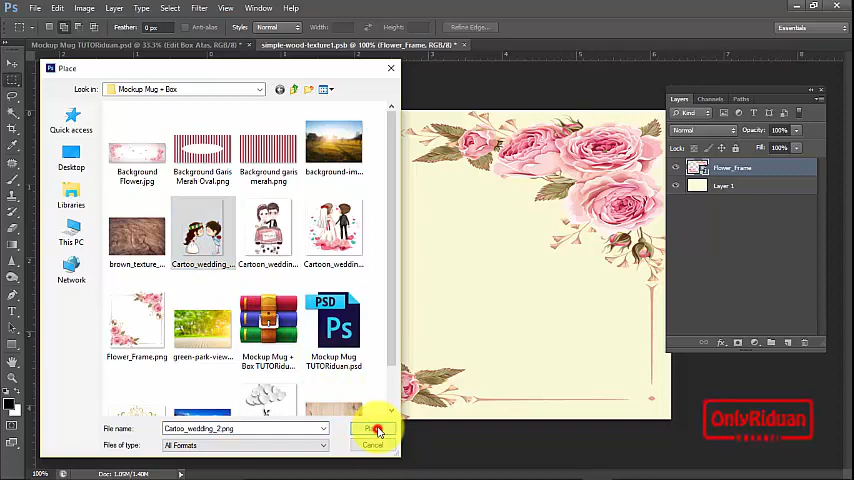 File Edit Image Layer Type Select Filter View Window Help
Feather: 0 px Anti-alias Style: Normal Width: Height: Refine Edge... Essentials
Mockup Mug TUTORiduan.psd @ 33.3% (Edit Box Atas, RGB/8) * × simple-wood-texture1.psb @ 100% (Flower_Frame, RGB/8) * ×
Place
Look in: Mockup Mug + Box
Quick access
Desktop
Libraries
This PC
Network
Background Flower.jpg
Background Garis Merah Oval.png
Background garis merah.png
background-im...
brown_texture_...
Cartoo_wedding_...
Cartoon_weddin...
Cartoon_weddin...
Flower_Frame.png
green-park-view...
Mockup Mug + Box TUTORidu...
PSD
Ps
Mockup Mug TUTORiduan.psd
File name: Cartoo_wedding_2.png
Files of type: All Formats
Cancel
Layers Channels Paths
Kind
Normal Opacity: 100%
Lock: Fill: 100%
Flower_Frame
Layer 1
fx
OnlyRiduan
CHANNEL
100% Doc: 1.05M/1.40M